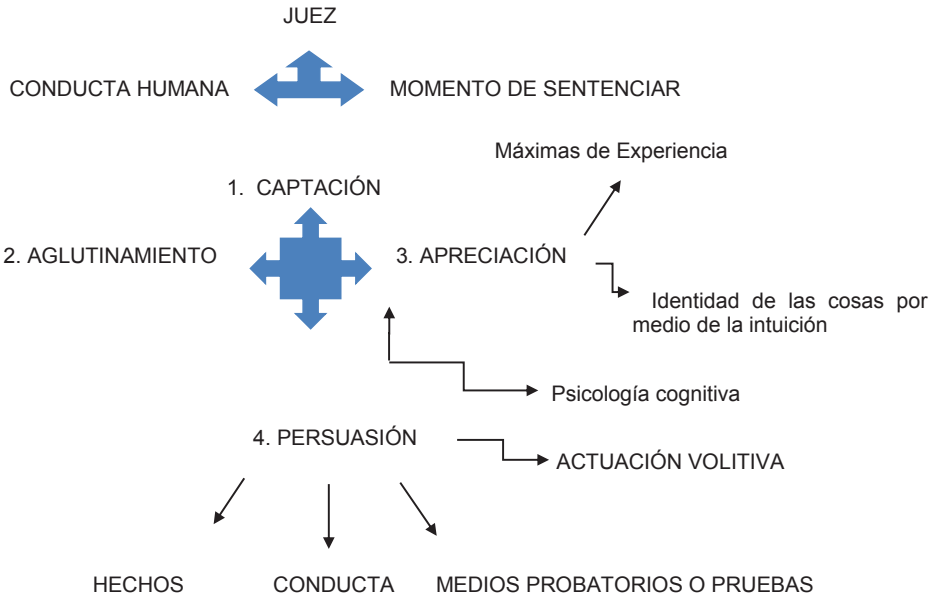 JUEZ
CONDUCTA HUMANA
MOMENTO DE SENTENCIAR
Máximas de Experiencia
1. CAPTACIÓN
2. AGLUTINAMIENTO
3. APRECIACIÓN
Identidad de las cosas por
medio de la intuición
Psicología cognitiva
4. PERSUASIÓN
ACTUACIÓN VOLITIVA
HECHOS
CONDUCTA
MEDIOS PROBATORIOS O PRUEBAS